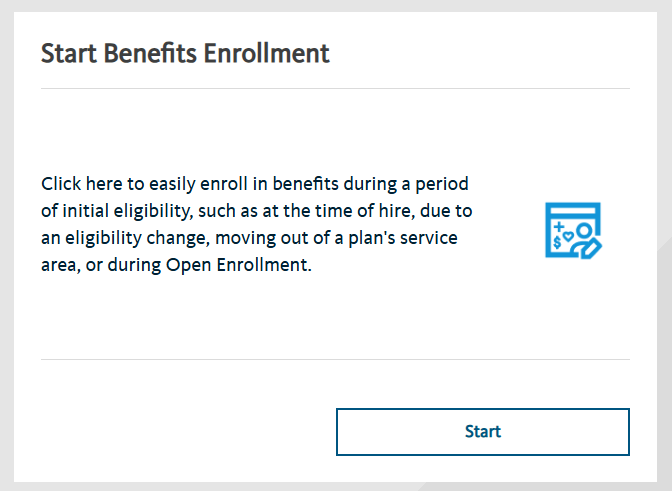 Start Benefits Enrollment
Click here to easily enroll in benefits during a period
of initial eligibility, such as at the time of hire, due to
an eligibility change, moving out of a plan's service
area, or during Open Enrollment.
$
Start